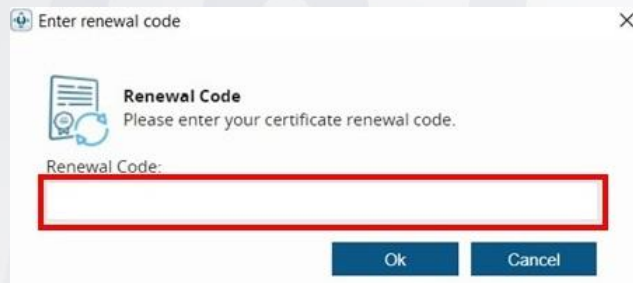 Enter renewal code
Renewal Code
Please enter your certificate renewal code.
Renewal Code:
Ok
Cancel